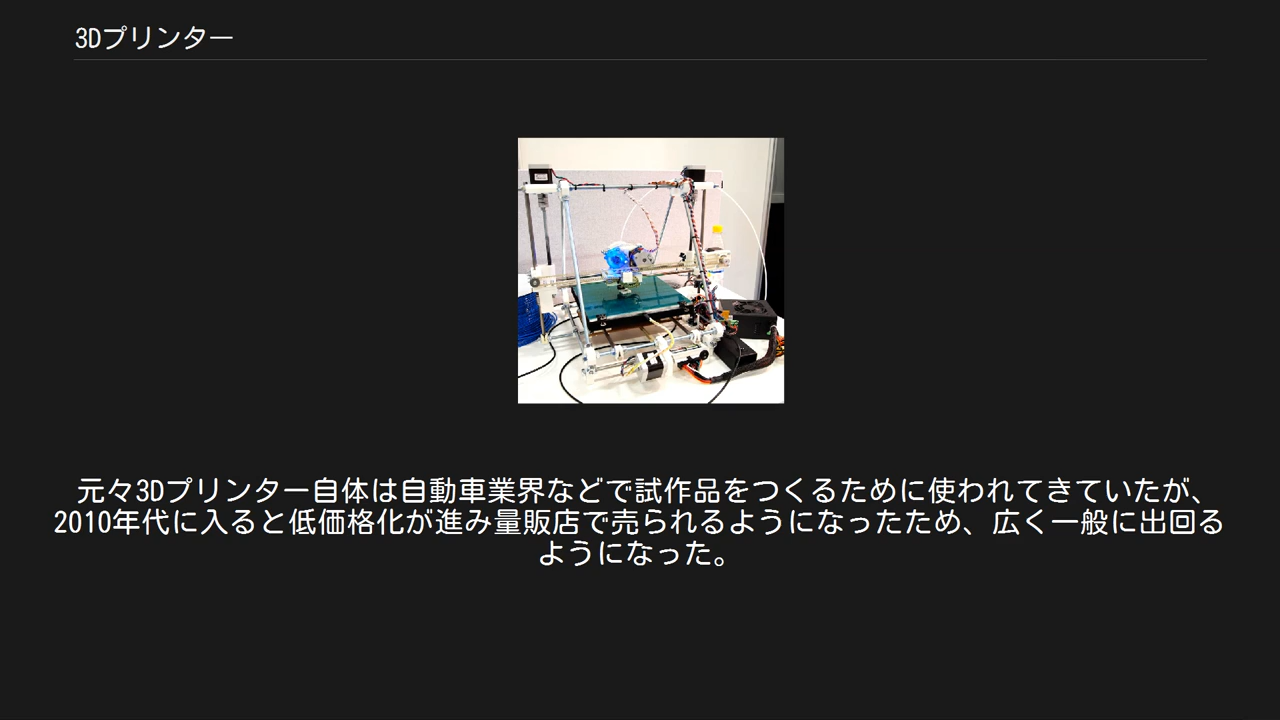 3Dプリンター
元々3Dプリンター自体は自動車業界などで試作品をつくるために使われてきていたが、
2010年代に入ると低価格化が進み量販店で売られるようになったため、広く一般に出回る
ようになった。